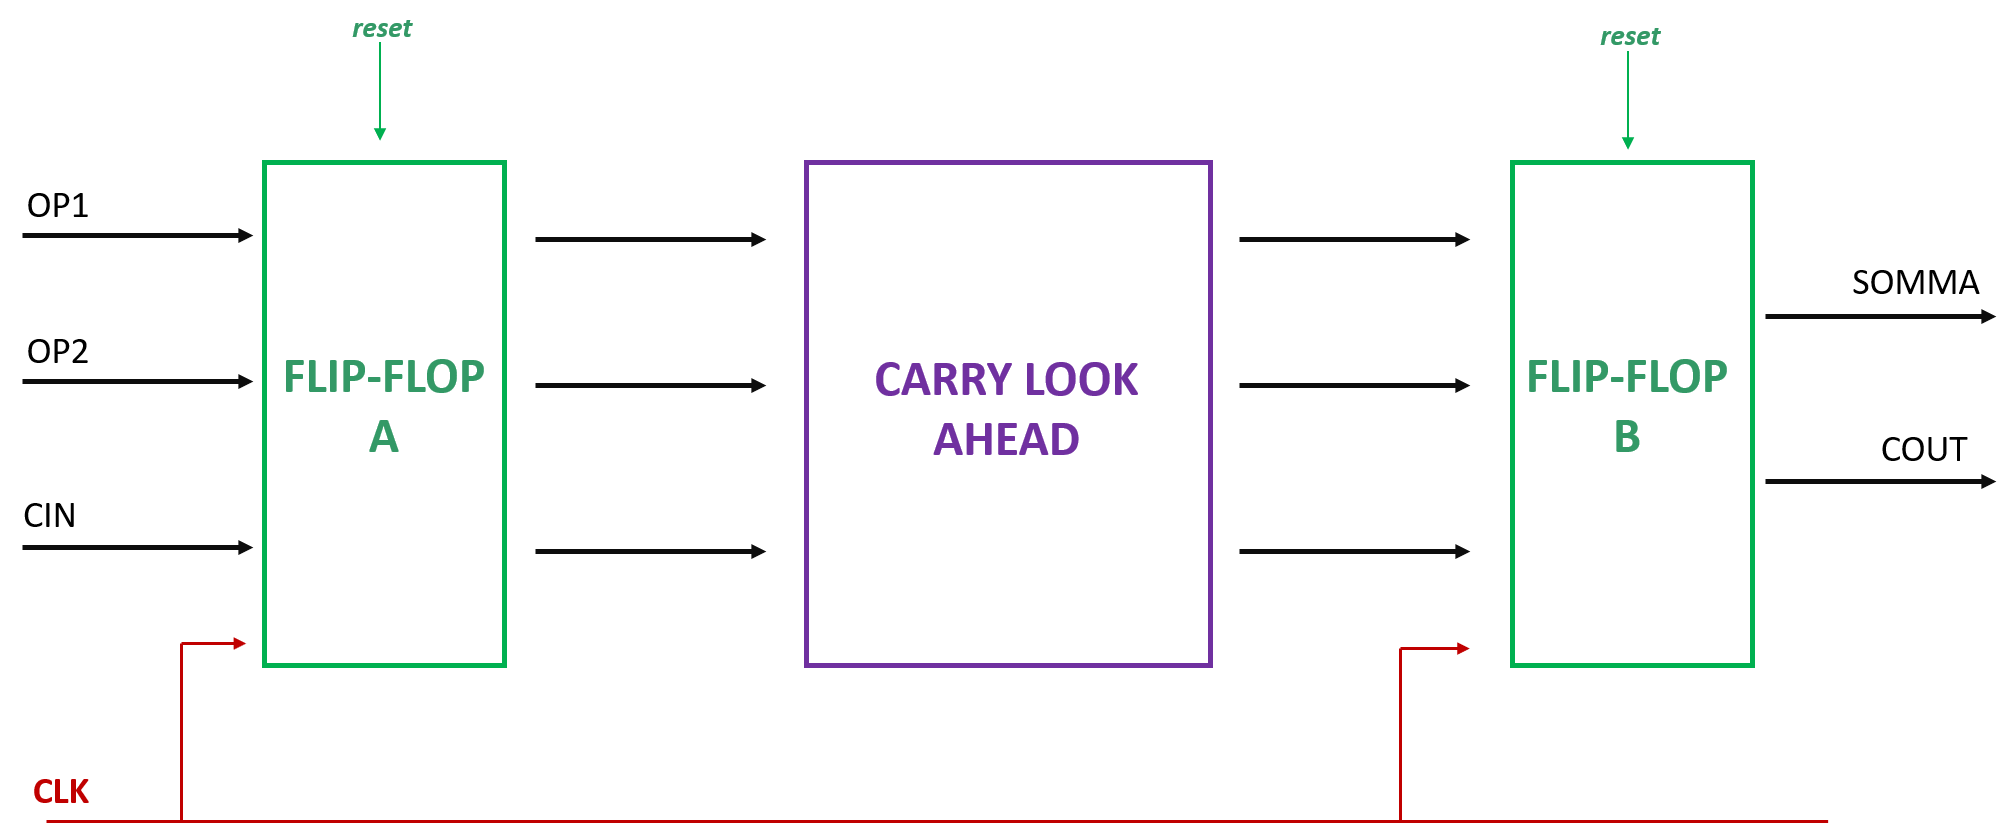 reset
reset
OP1
OP2
CIN
FLIP-FLOP
A
CARRY LOOK
AHEAD
FLIP-FLOP
B
SOMMA
COUT
CLK